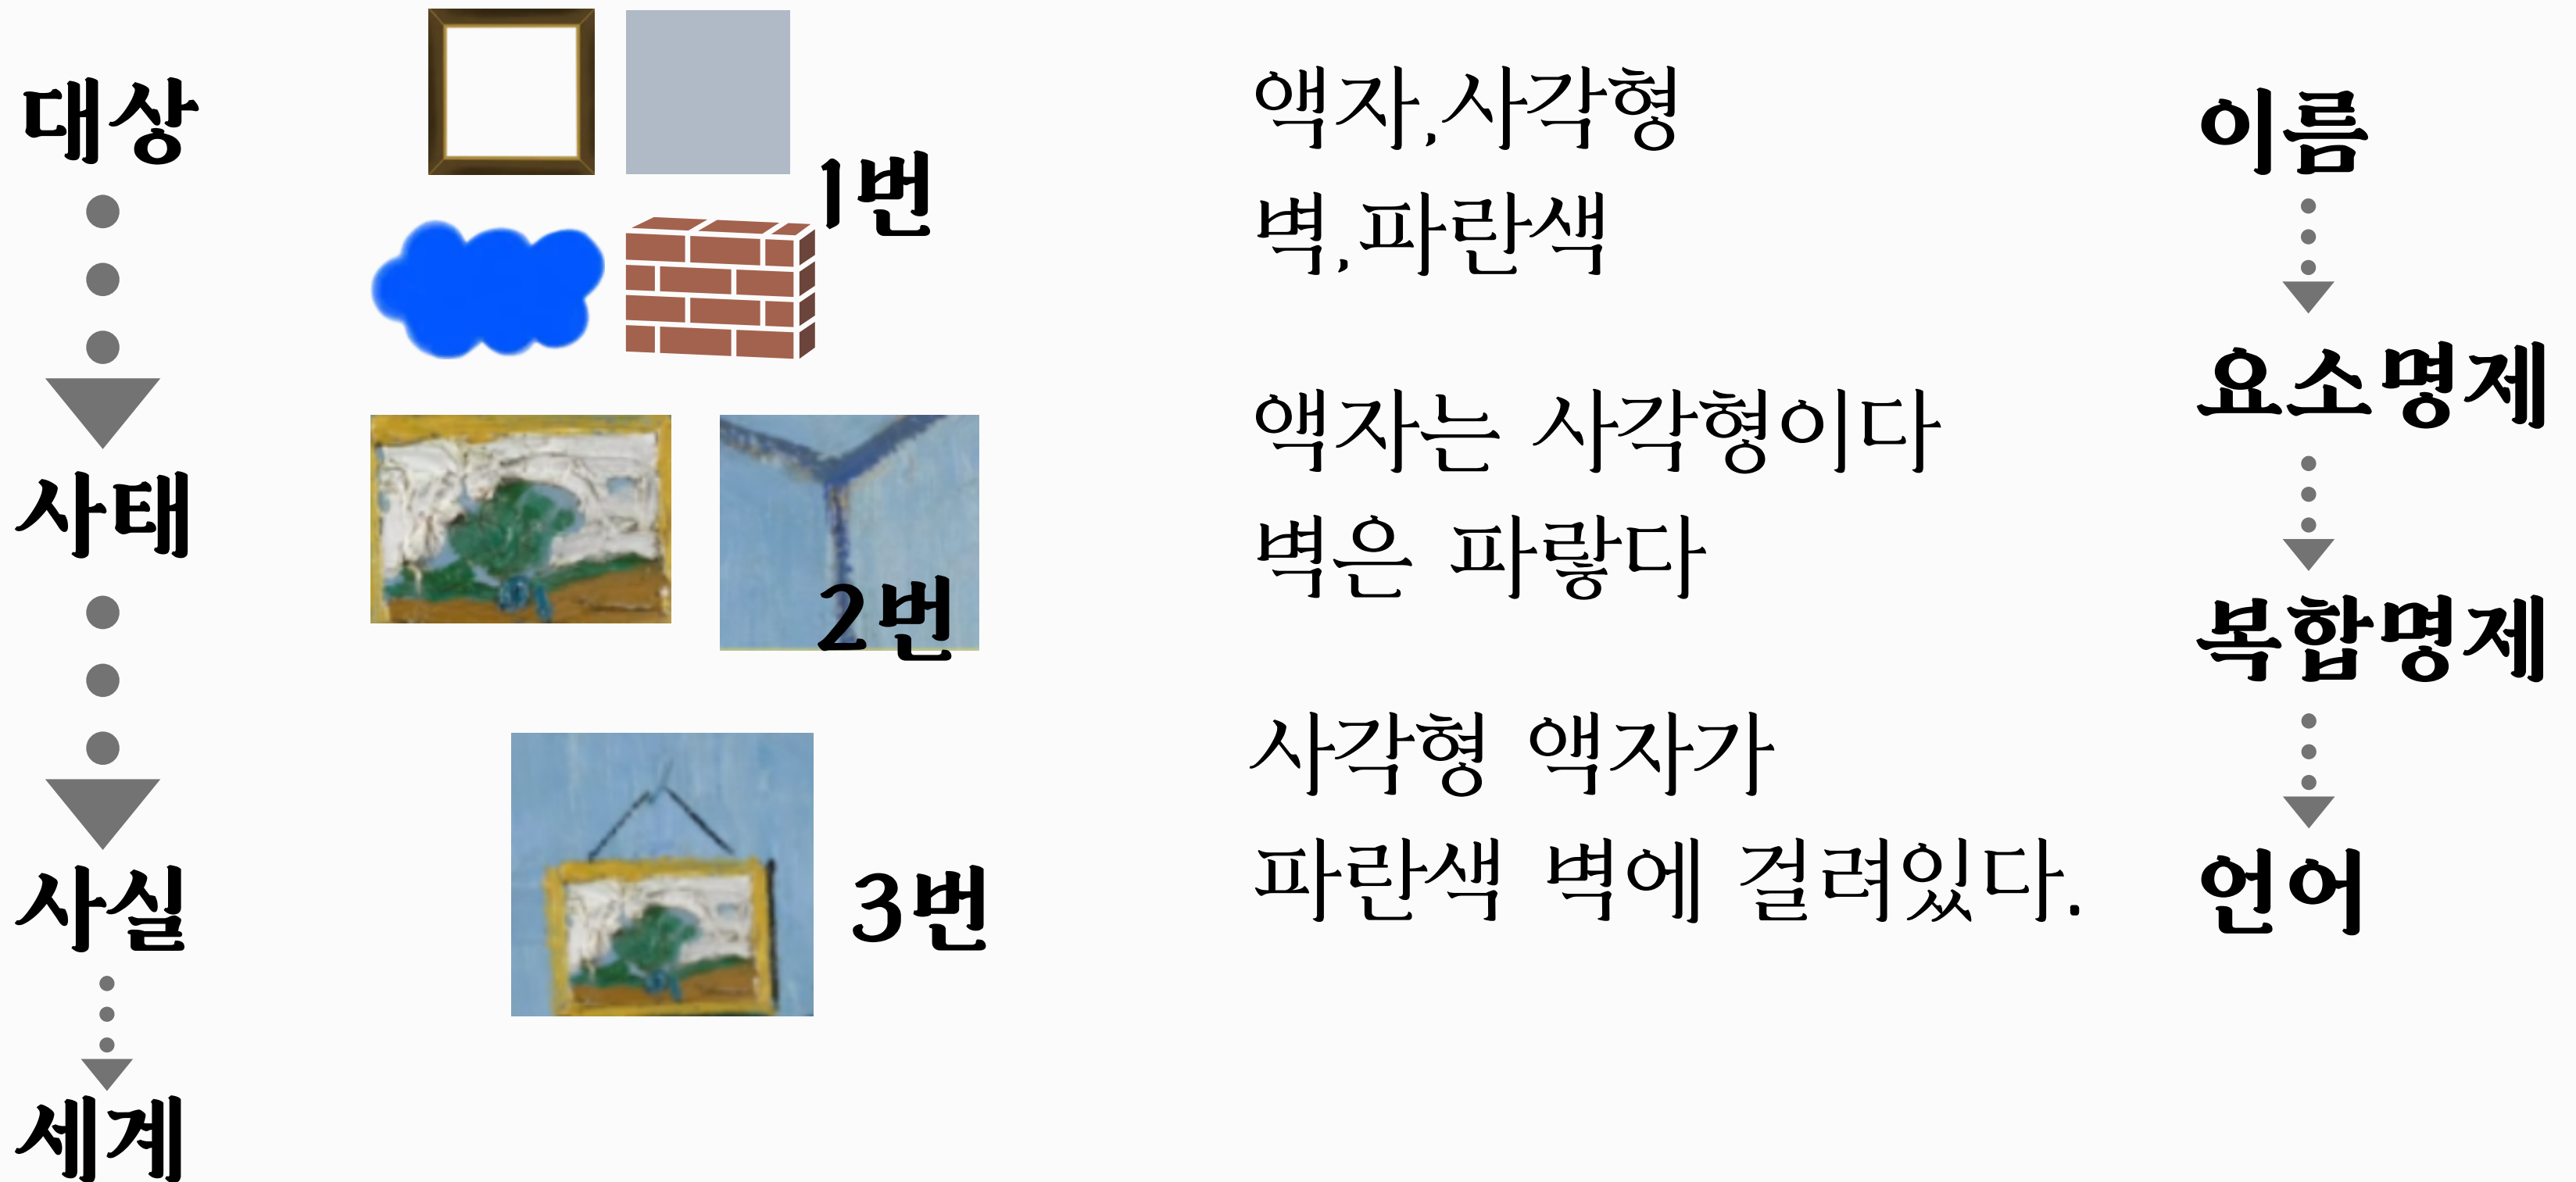 대상
사태
사실
세계
1번
2번
3번
액자,사각형
벽,파란색
액자는 사각형이다
벽은 파랗다
사각형 액자가
파란색 벽에 걸려있다.
이름
요소명제
복합명제
언어